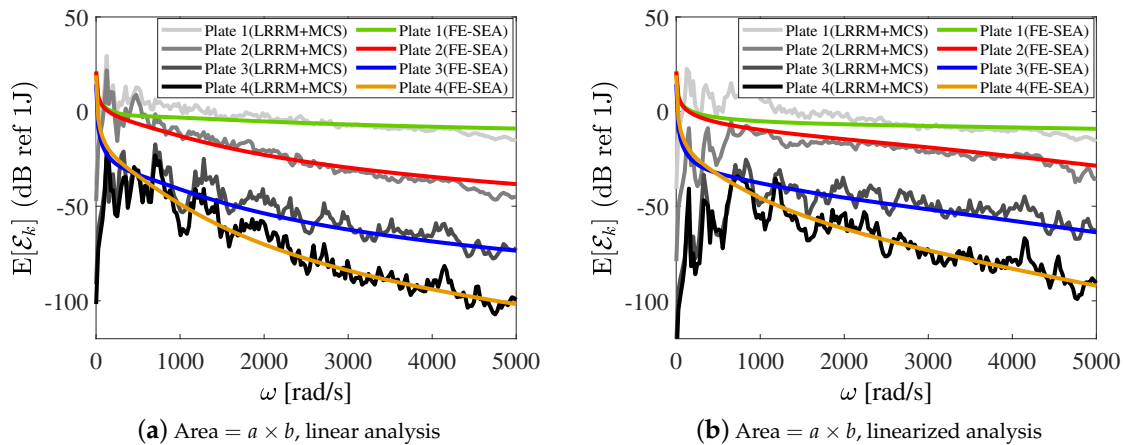 50
0
-50
-100
E[ℰ_k] (dB ref 1J)
Plate 1(LRRM+MCS) Plate 1(FE-SEA)
Plate 2(LRRM+MCS) Plate 2(FE-SEA)
Plate 3(LRRM+MCS) Plate 3(FE-SEA)
Plate 4(LRRM+MCS) Plate 4(FE-SEA)
0 1000 2000 3000 4000 5000
ω [rad/s]
(a) Area = a × b, linear analysis
50
0
-50
-100
E[ℰ_k] (dB ref 1J)
Plate 1(LRRM+MCS) Plate 1(FE-SEA)
Plate 2(LRRM+MCS) Plate 2(FE-SEA)
Plate 3(LRRM+MCS) Plate 3(FE-SEA)
Plate 4(LRRM+MCS) Plate 4(FE-SEA)
0 1000 2000 3000 4000 5000
ω [rad/s]
(b) Area = a × b, linearized analysis